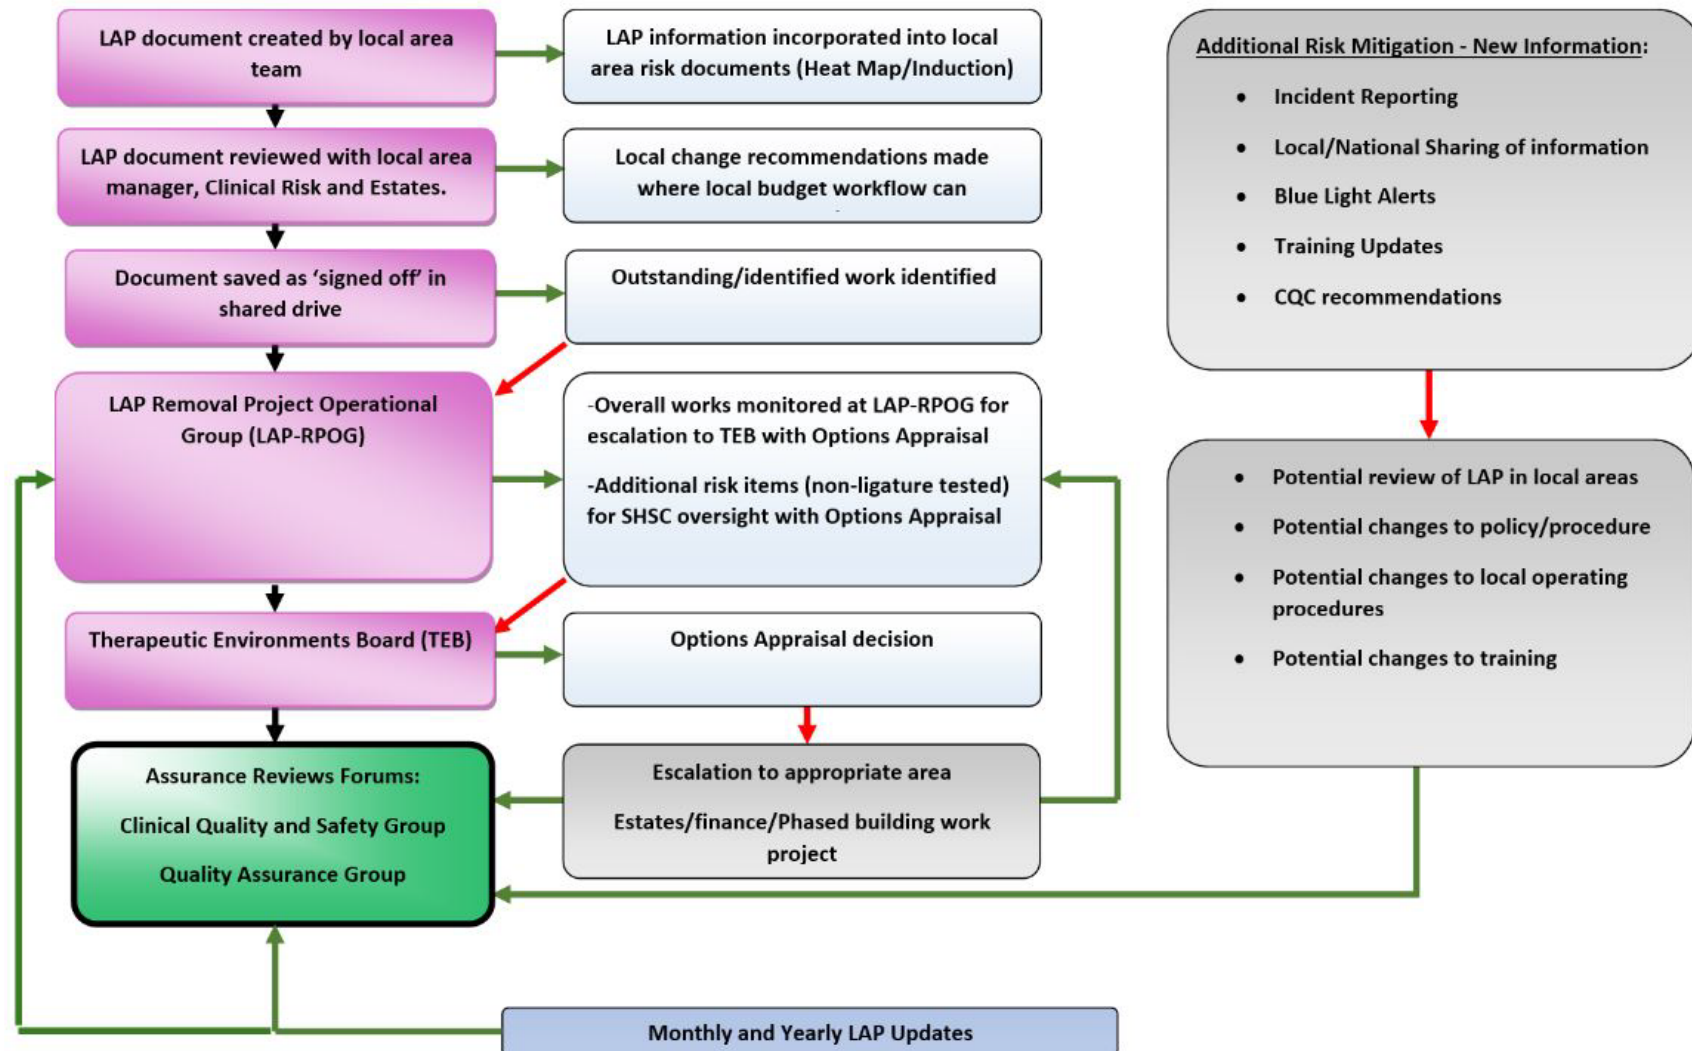 LAP document created by local area
team
LAP information incorporated into local
area risk documents (Heat Map/Induction)
LAP document reviewed with local area
manager, Clinical Risk and Estates.
Local change recommendations made
where local budget workflow can
Document saved as ‘signed off’ in
shared drive
Outstanding/identified work identified
LAP Removal Project Operational
Group (LAP-RPOG)
-Overall works monitored at LAP-RPOG for
escalation to TEB with Options Appraisal
-Additional risk items (non-ligature tested)
for SHSC oversight with Options Appraisal
Therapeutic Environments Board (TEB)
Options Appraisal decision
Assurance Reviews Forums:
Clinical Quality and Safety Group
Quality Assurance Group
Escalation to appropriate area
Estates/finance/Phased building work
project
Additional Risk Mitigation - New Information:
• Incident Reporting
• Local/National Sharing of information
• Blue Light Alerts
• Training Updates
• CQC recommendations
• Potential review of LAP in local areas
• Potential changes to policy/procedure
• Potential changes to local operating
procedures
• Potential changes to training
Monthly and Yearly LAP Updates